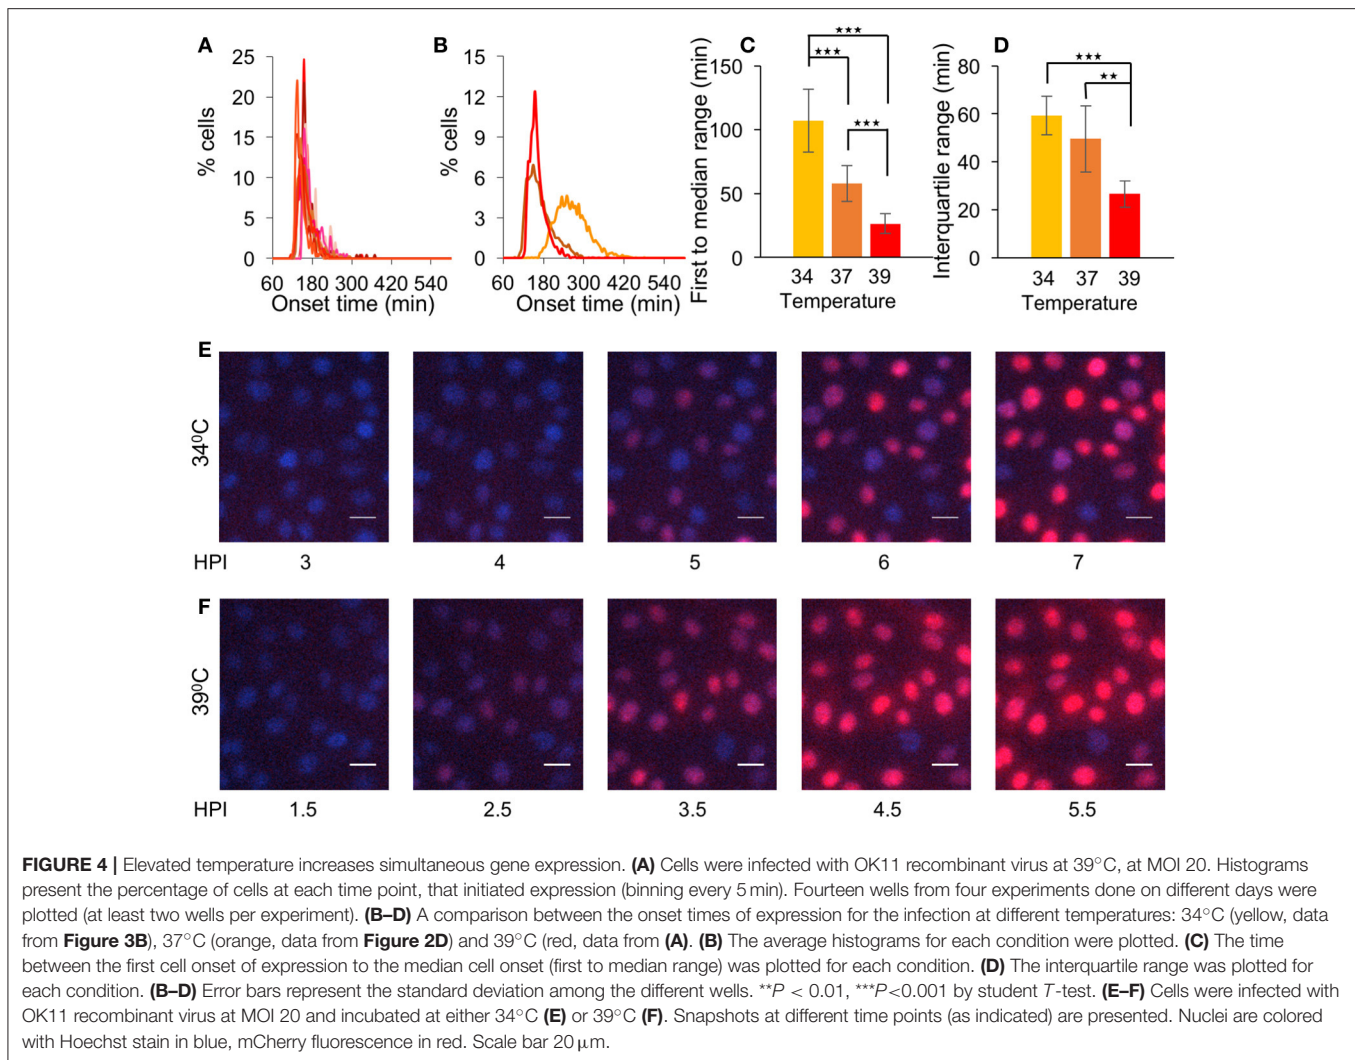 A
25
20
15
10
5
0
% cells
60 180 300 420 540
Onset time (min)
B
15
12
9
6
3
0
% cells
60 180 300 420 540
Onset time (min)
C
First to median range (min)
150
100
50
0
★★★
★★★
★★★
34 37 39
Temperature
D
Interquartile range (min)
80
60
40
20
0
★★★
★★
34 37 39
Temperature
E
34⁰C
HPI 3 4 5 6 7
F
39⁰C
HPI 1.5 2.5 3.5 4.5 5.5
FIGURE 4 | Elevated temperature increases simultaneous gene expression. (A) Cells were infected with OK11 recombinant virus at 39°C, at MOI 20. Histograms
present the percentage of cells at each time point, that initiated expression (binning every 5 min). Fourteen wells from four experiments done on different days were
plotted (at least two wells per experiment). (B–D) A comparison between the onset times of expression for the infection at different temperatures: 34°C (yellow, data
from Figure 3B), 37°C (orange, data from Figure 2D) and 39°C (red, data from (A). (B) The average histograms for each condition were plotted. (C) The time
between the first cell onset of expression to the median cell onset (first to median range) was plotted for each condition. (D) The interquartile range was plotted for
each condition. (B–D) Error bars represent the standard deviation among the different wells. **P < 0.01, ***P<0.001 by student T-test. (E–F) Cells were infected with
OK11 recombinant virus at MOI 20 and incubated at either 34°C (E) or 39°C (F). Snapshots at different time points (as indicated) are presented. Nuclei are colored
with Hoechst stain in blue, mCherry fluorescence in red. Scale bar 20 µm.